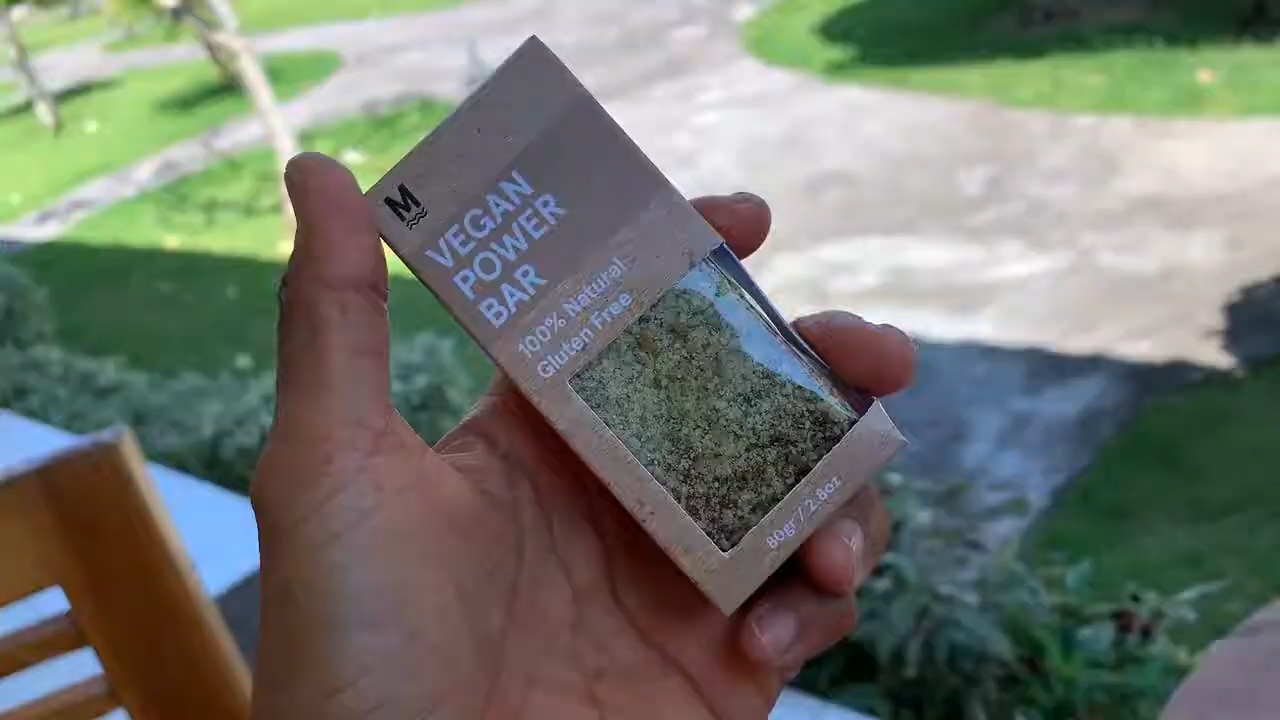 M
VEGAN
POWER
BAR
100% Natural
Gluten Free
80gr / 2.8oz